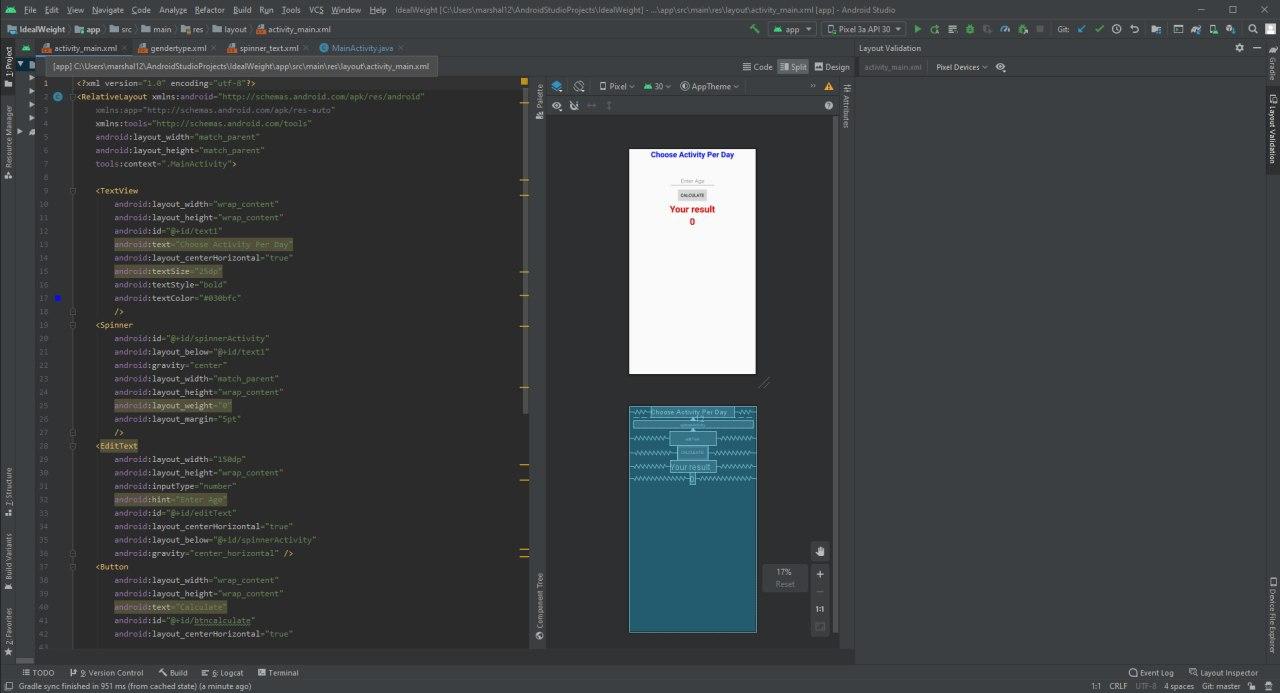 File Edit View Navigate Code Analyze Refactor Build Run Tools VCS Window Help IdealWeight [C:\Users\marshal12\AndroidStudioProjects\IdealWeight] - ...\app\src\main\res\layout\activity_main.xml [app] - Android Studio
IdealWeight app src main res layout activity_main.xml app Pixel 3a API 30 Git:
activity_main.xml gendertype.xml spinner_text.xml MainActivity.java Layout Validation
[app] C:\Users\marshal12\AndroidStudioProjects\IdealWeight\app\src\main\res\layout\activity_main.xml
Code Split Design activity_main.xml Pixel Devices
Pixel 30 AppTheme
1 <?xml version="1.0" encoding="utf-8"?>
2 <RelativeLayout xmlns:android="http://schemas.android.com/apk/res/android"
3 xmlns:app="http://schemas.android.com/apk/res-auto"
4 xmlns:tools="http://schemas.android.com/tools"
5 android:layout_width="match_parent"
6 android:layout_height="match_parent"
7 tools:context=".MainActivity">
8
9 <TextView
10 android:layout_width="wrap_content"
11 android:layout_height="wrap_content"
12 android:id="@+id/text1"
13 android:text="Choose Activity Per Day"
14 android:layout_centerHorizontal="true"
15 android:textSize="25dp"
16 android:textStyle="bold"
17 android:textColor="#030bfc"
18 />
19 <Spinner
20 android:id="@+id/spinnerActivity"
21 android:layout_below="@+id/text1"
22 android:gravity="center"
23 android:layout_width="match_parent"
24 android:layout_height="wrap_content"
25 android:layout_weight="0"
26 android:layout_margin="5pt"
27 />
28 <EditText
29 android:layout_width="150dp"
30 android:layout_height="wrap_content"
31 android:inputType="number"
32 android:hint="Enter Age"
33 android:id="@+id/editText"
34 android:layout_centerHorizontal="true"
35 android:layout_below="@+id/spinnerActivity"
36 android:gravity="center_horizontal" />
37 <Button
38 android:layout_width="wrap_content"
39 android:layout_height="wrap_content"
40 android:text="Calculate"
41 android:id="@+id/btncalculate"
42 android:layout_centerHorizontal="true"
43
Choose Activity Per Day
Enter Age
CALCULATE
Your result
0
Choose Activity Per Day
CALCULATE
Your result
0
17%
Reset
1:1
1: Project
Resource Manager
7: Structure
Build Variants
2: Favorites
Palette
Component Tree
Attributes
Gradle
Layout Validation
Device File Explorer
TODO 9: Version Control Build 6: Logcat Terminal Event Log Layout Inspector
Gradle sync finished in 951 ms (from cached state) (a minute ago) 1:1 CRLF UTF-8 4 spaces Git: master